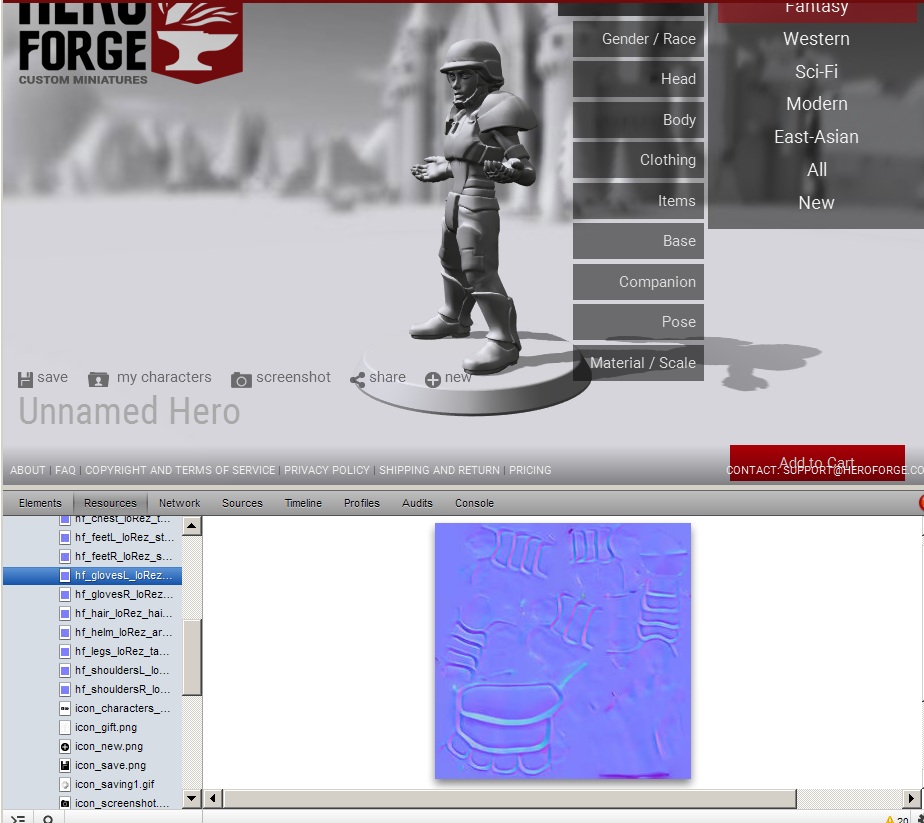 HERO
FORGE
CUSTOM MINIATURES
Gender / Race
Head
Body
Clothing
Items
Base
Companion
Pose
Material / Scale
Fantasy
Western
Sci-Fi
Modern
East-Asian
All
New
save
my characters
screenshot
share
new
Unnamed Hero
Add to Cart
ABOUT | FAQ | COPYRIGHT AND TERMS OF SERVICE | PRIVACY POLICY | SHIPPING AND RETURN | PRICING
CONTACT: SUPPORT@HEROFORGE.CO
Elements Resources Network Sources Timeline Profiles Audits Console
hf_chest_loRez_t...
hf_feetL_loRez_st...
hf_feetR_loRez_s...
hf_glovesL_loRez...
hf_glovesR_loRez...
hf_hair_loRez_hai...
hf_helm_loRez_ar...
hf_legs_loRez_ta...
hf_shouldersL_lo...
hf_shouldersR_lo...
icon_characters_...
icon_gift.png
icon_new.png
icon_save.png
icon_saving1.gif
icon_screenshot....
20